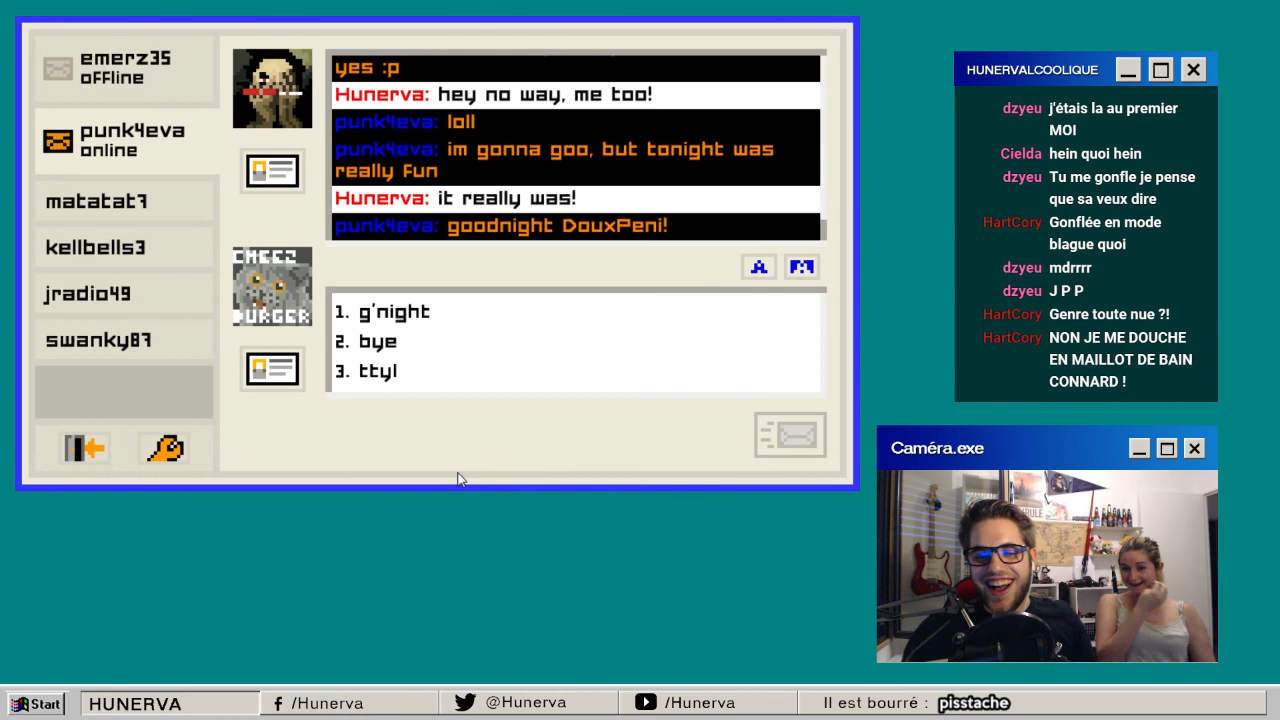 emerz35
offline
punk4eva
online
matatat7
kellbells3
jradio49
swanky87
yes :p
Hunerva: hey no way, me too!
punk4eva: loll
punk4eva: im gonna goo, but tonight was
really fun
Hunerva: it really was!
punk4eva: goodnight DouxPeni!
CHEEZ
BURGER
A
1. g'night
2. bye
3. ttyl
HUNERVALCOOLIQUE
dzyeu j'étais la au premier
MOI
Cielda hein quoi hein
dzyeu Tu me gonfle je pense
que sa veux dire
HartCory Gonflée en mode
blague quoi
dzyeu mdrrrr
dzyeu J P P
HartCory Genre toute nue ?!
HartCory NON JE ME DOUCHE
EN MAILLOT DE BAIN
CONNARD !
Caméra.exe
Start
HUNERVA
/Hunerva
@Hunerva
/Hunerva
Il est bourré : pisstache